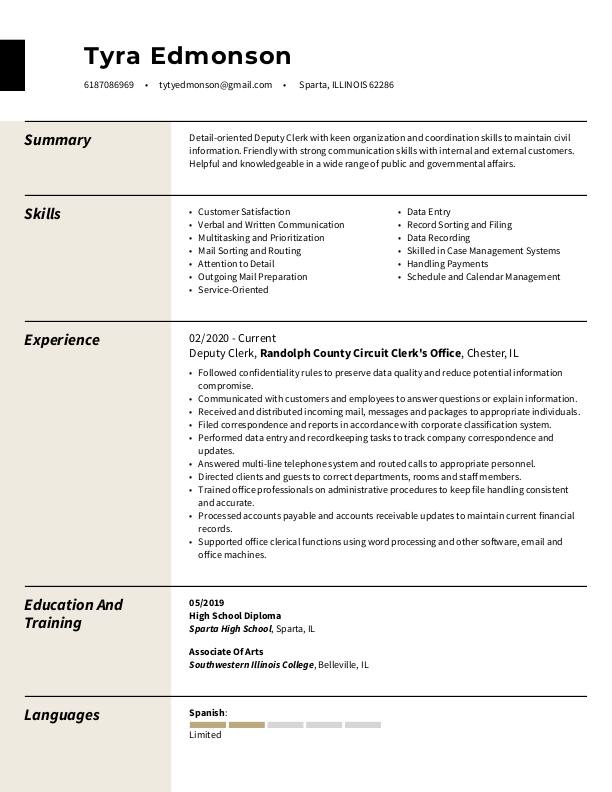 Tyra Edmonson
6187086969 • tytyedmonson@gmail.com • Sparta, ILLINOIS 62286
Summary
Detail-oriented Deputy Clerk with keen organization and coordination skills to maintain civil
information. Friendly with strong communication skills with internal and external customers.
Helpful and knowledgeable in a wide range of public and governmental affairs.
Skills
• Customer Satisfaction
• Verbal and Written Communication
• Multitasking and Prioritization
• Mail Sorting and Routing
• Attention to Detail
• Outgoing Mail Preparation
• Service-Oriented
• Data Entry
• Record Sorting and Filing
• Data Recording
• Skilled in Case Management Systems
• Handling Payments
• Schedule and Calendar Management
Experience
02/2020 - Current
Deputy Clerk, Randolph County Circuit Clerk's Office, Chester, IL
• Followed confidentiality rules to preserve data quality and reduce potential information
compromise.
• Communicated with customers and employees to answer questions or explain information.
• Received and distributed incoming mail, messages and packages to appropriate individuals.
• Filed correspondence and reports in accordance with corporate classification system.
• Performed data entry and recordkeeping tasks to track company correspondence and
updates.
• Answered multi-line telephone system and routed calls to appropriate personnel.
• Directed clients and guests to correct departments, rooms and staff members.
• Trained office professionals on administrative procedures to keep file handling consistent
and accurate.
• Processed accounts payable and accounts receivable updates to maintain current financial
records.
• Supported office clerical functions using word processing and other software, email and
office machines.
Education And
Training
05/2019
High School Diploma
Sparta High School, Sparta, IL
Associate Of Arts
Southwestern Illinois College, Belleville, IL
Languages
Spanish:
Limited